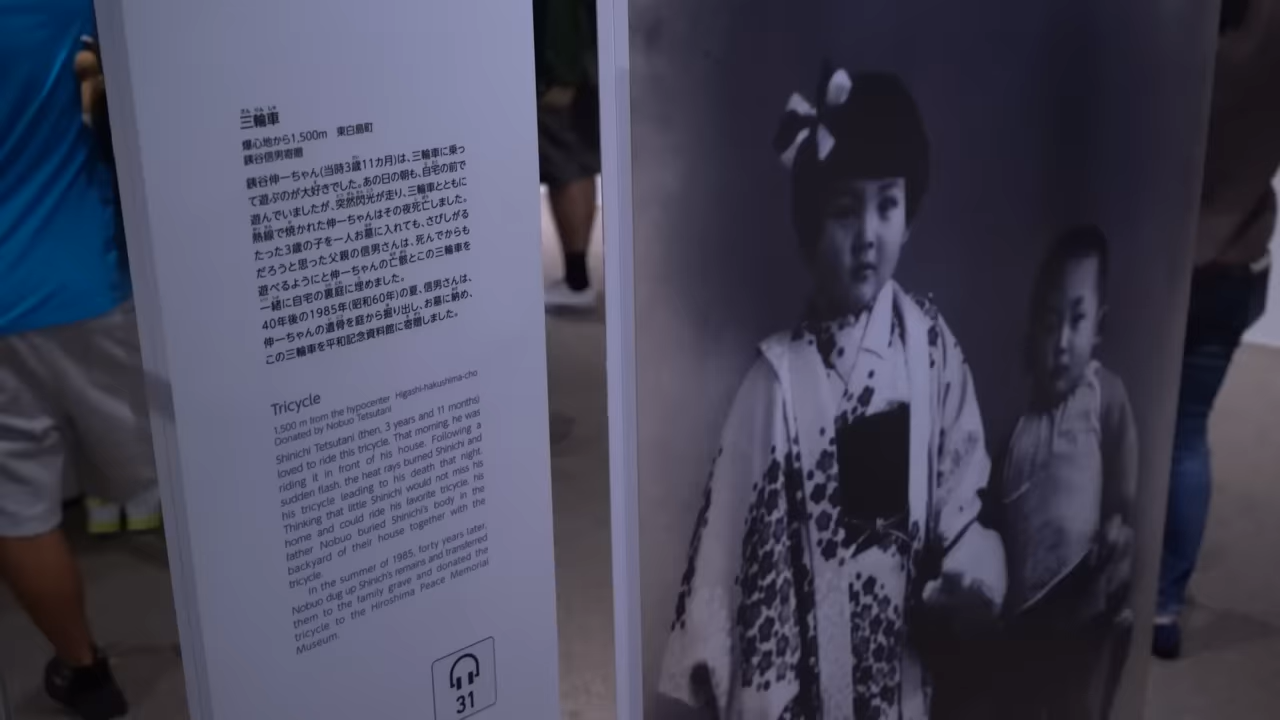 三輪車
爆心地から1,500m 東白島町
銕谷信男寄贈
銕谷伸一ちゃん(当時3歳11カ月)は、三輪車に乗っ
て遊ぶのが大好きでした。あの日の朝も、自宅の前で
遊んでいましたが、突然閃光が走り、三輪車とともに
熱線で焼かれた伸一ちゃんはその夜死亡しました。
たった3歳の子を一人お墓に入れても、さびしがる
だろうと思った父親の信男さんは、死んでからも
遊べるようにと伸一ちゃんの亡骸とこの三輪車を
一緒に自宅の裏庭に埋めました。
40年後の1985年(昭和60年)の夏、信男さんは、
伸一ちゃんの遺骨を庭から掘り出し、お墓に納め、
この三輪車を平和記念資料館に寄贈しました。
Tricycle
1,500 m from the hypocenter Higashi-hakushima-cho
Donated by Nobuo Tetsutani
Shinichi Tetsutani (then, 3 years and 11 months)
loved to ride this tricycle. That morning, he was
riding it in front of his house. Following a
sudden flash, the heat rays burned Shinichi and
his tricycle leading to his death that night.
Thinking that little Shinichi would not miss his
home and could ride his favorite tricycle, his
father Nobuo buried Shinichi's body in the
backyard of their house together with the
tricycle.
In the summer of 1985, forty years later,
Nobuo dug up Shinich's remains and transferred
them to the family grave and donated the
tricycle to the Hiroshima Peace Memorial
Museum.
31